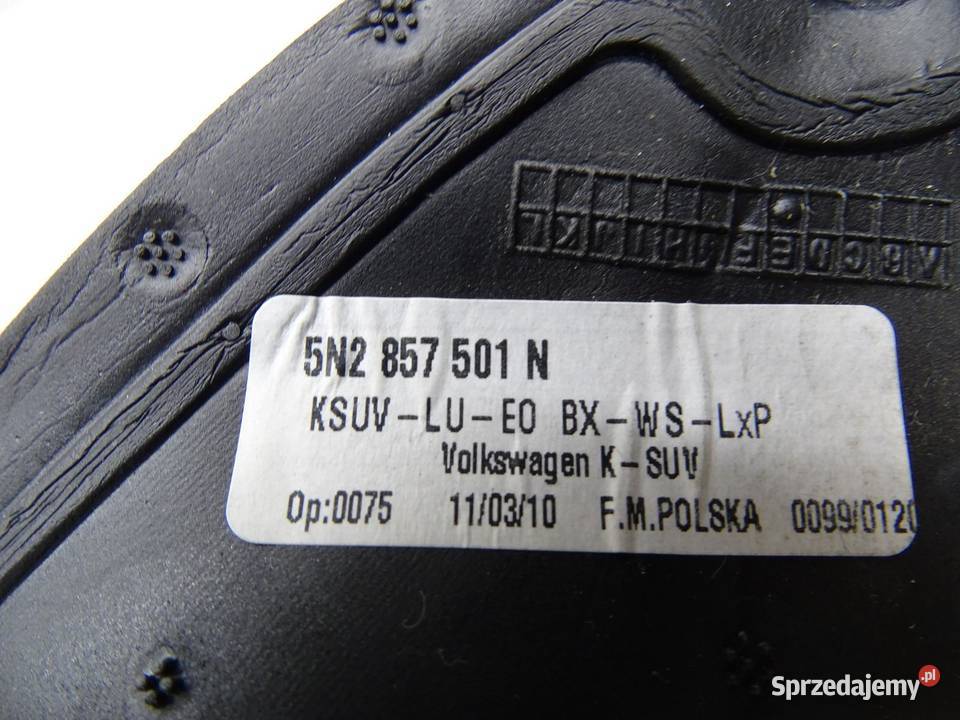 A B C D E F H I J K L
5N2 857 501 N
KSUV-LU-EO BX-WS-LxP
Volkswagen K-SUV
Op:0075 11/03/10 F.M.POLSKA 0099/0120
Sprzedajemy.pl